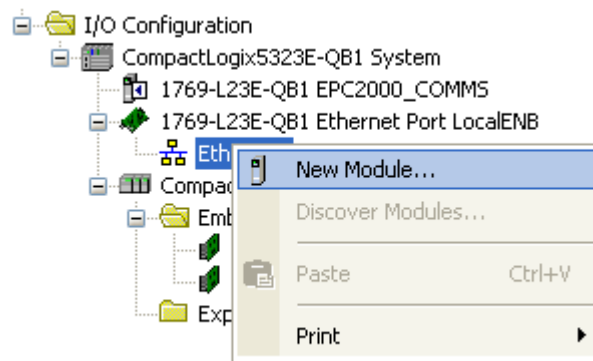 I/O Configuration
CompactLogix5323E-QB1 System
1769-L23E-QB1 EPC2000_COMMS
1769-L23E-QB1 Ethernet Port LocalENB
Eth
New Module...
Compac
Discover Modules...
Emb
Paste Ctrl+V
Exp
Print